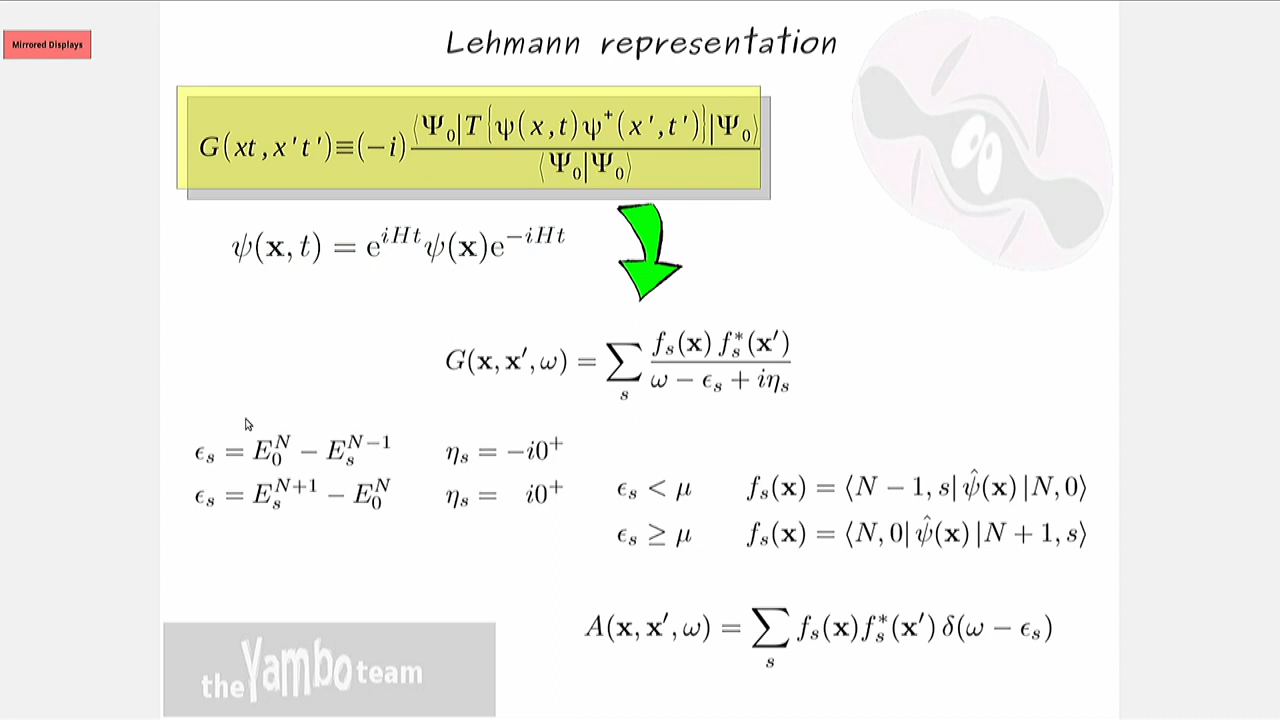 Mirrored Displays
Lehmann representation
G(xt,x't')≡(−i) ⟨Ψ₀|T{ψ(x,t)ψ⁺(x',t')}|Ψ₀⟩ / ⟨Ψ₀|Ψ₀⟩
ψ(x, t) = e^{iHt}ψ(x)e^{−iHt}
G(x, x′, ω) = ∑_s f_s(x) f_s^*(x′) / ω − ϵ_s + iη_s
ϵ_s = E_0^N − E_s^{N−1} η_s = −i0⁺
ϵ_s = E_s^{N+1} − E_0^N η_s = i0⁺
ϵ_s < μ f_s(x) = ⟨N − 1, s| ψ̂(x) |N, 0⟩
ϵ_s ≥ μ f_s(x) = ⟨N, 0| ψ̂(x) |N + 1, s⟩
A(x, x′, ω) = ∑_s f_s(x)f_s^*(x′) δ(ω − ϵ_s)
the Yambo team